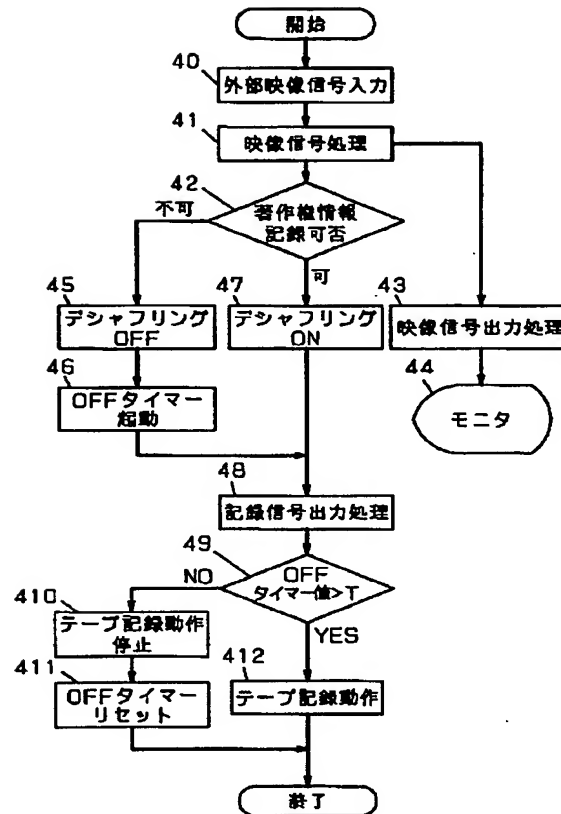 開始
40
外部映像信号入力
41
映像信号処理
42
不可
著作権情報
記録可否
可
45
デシャフリング
OFF
47
デシャフリング
ON
43
映像信号出力処理
46
OFFタイマー
起動
44
モニタ
48
記録信号出力処理
49
NO
OFF
タイマー値>T
YES
410
テープ記録動作
停止
411
OFFタイマー
リセット
412
テープ記録動作
終了